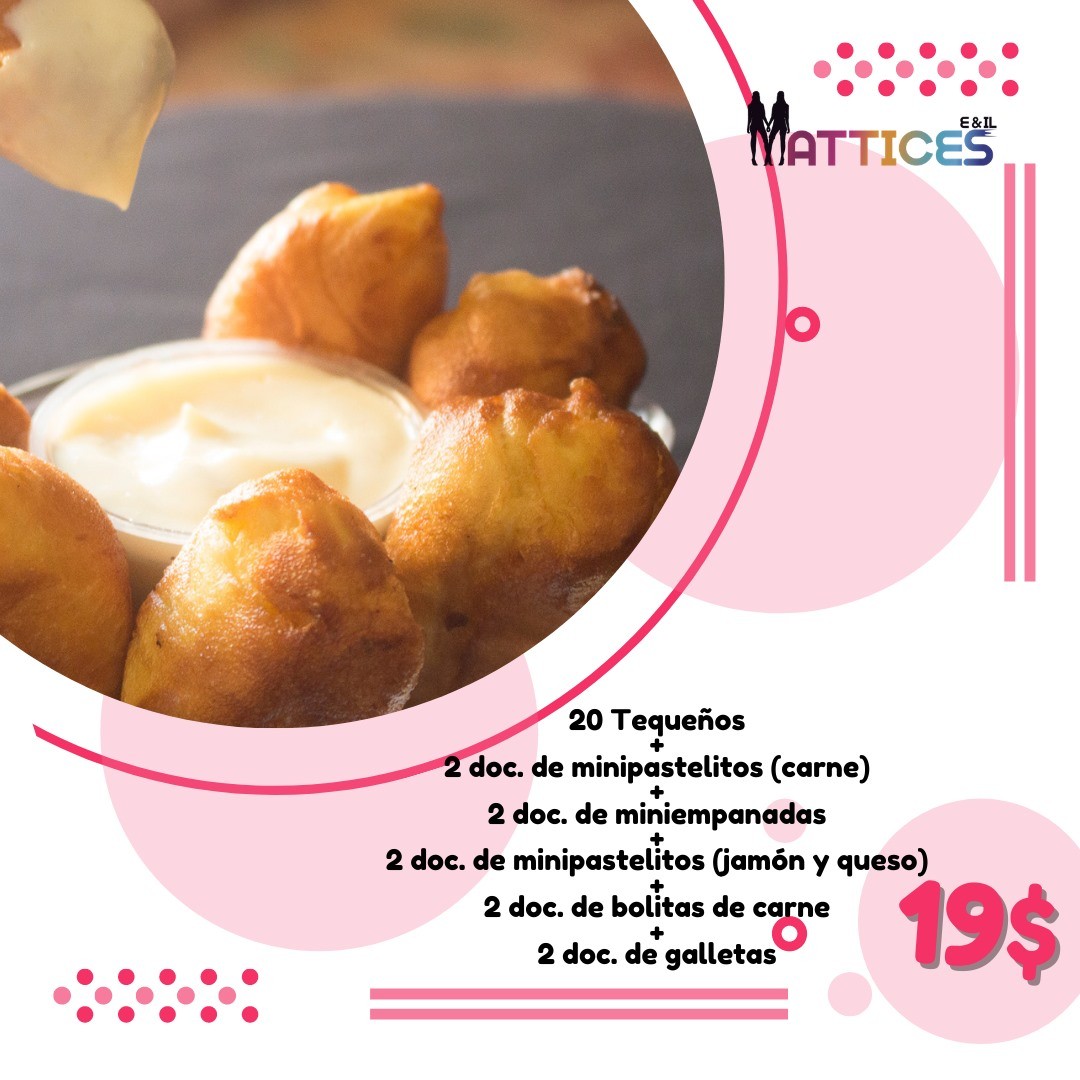 E & IL
MATTICES
20 Tequeños
+
2 doc. de minipastelitos (carne)
+
2 doc. de miniempanadas
+
2 doc. de minipastelitos (jamón y queso)
+
2 doc. de bolitas de carne
+
2 doc. de galletas
19$